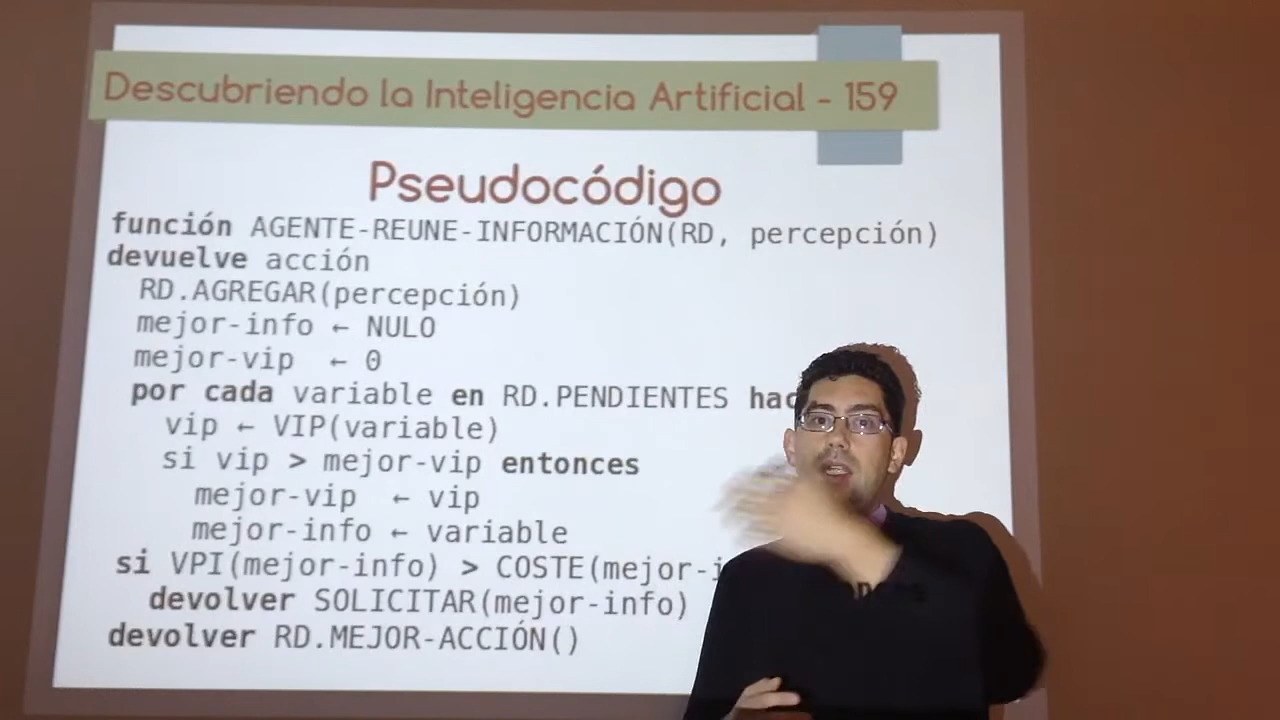 Descubriendo la Inteligencia Artificial - 159
Pseudocódigo
función AGENTE-REUNE-INFORMACIÓN(RD, percepción)
devuelve acción
RD.AGREGAR(percepción)
mejor-info ← NULO
mejor-vip ← 0
por cada variable en RD.PENDIENTES
vip ← VIP(variable)
si vip > mejor-vip entonces
mejor-vip ← vip
mejor-info ← variable
si VPI(mejor-info) > COSTE(mejor-i
devolver SOLICITAR(mejor-info)
devolver RD.MEJOR-ACCIÓN()